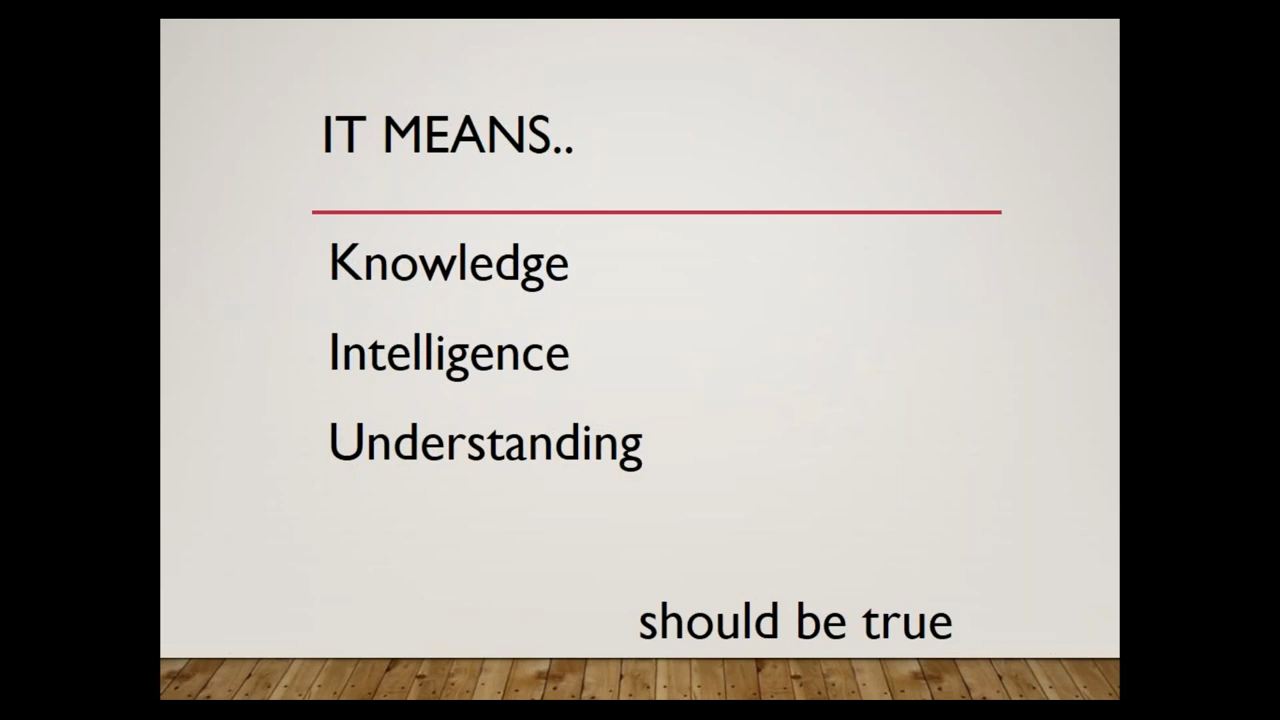 IT MEANS..
Knowledge
Intelligence
Understanding
should be true